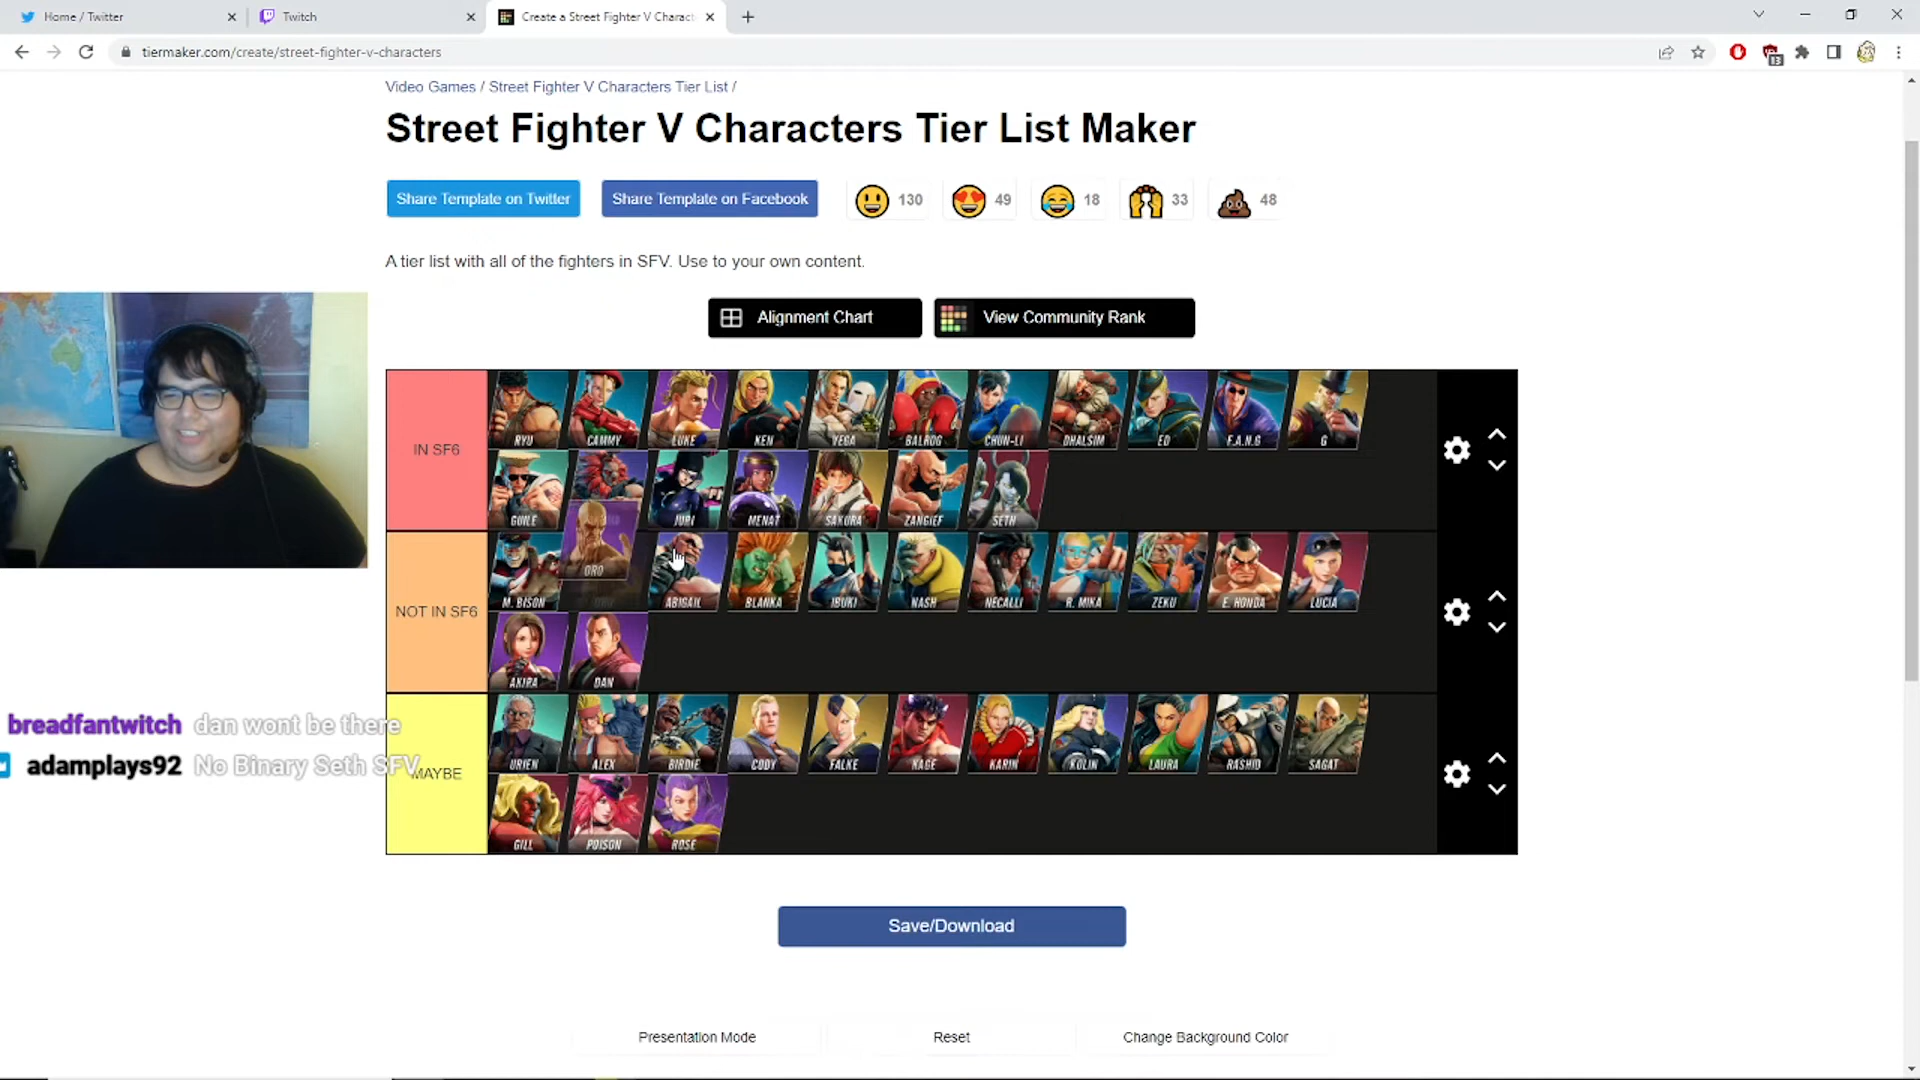 Home / Twitter
Twitch
Create a Street Fighter V Charact
tiermaker.com/create/street-fighter-v-characters
13
Video Games / Street Fighter V Characters Tier List /
Street Fighter V Characters Tier List Maker
Share Template on Twitter
Share Template on Facebook
130
49
18
33
48
A tier list with all of the fighters in SFV. Use to your own content.
Alignment Chart
View Community Rank
IN SF6
RYU CAMMY LUKE KEN VEGA BALROG CHUN-LI DHALSIM ED F.A.N.G G
GUILE JURI MENAT SAKURA ZANGIEF SETH
ORO
NOT IN SF6
M. BISON ABIGAIL BLANKA IBUKI NASH NECALLI R. MIKA ZEKU E. HONDA LUCIA
AKIRA DAN
breadfantwitch dan wont be there
adamplays92 No Binary Seth SFV
MAYBE
URIEN ALEX BIRDIE CODY FALKE KAGE KARIN KOLIN LAURA RASHID SAGAT
GILL POISON ROSE
Save/Download
Presentation Mode
Reset
Change Background Color